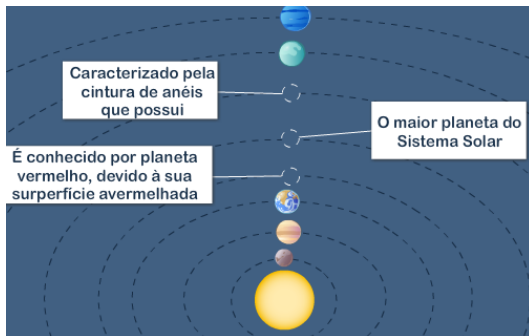 Caracterizado pela
cintura de anéis
que possui
O maior planeta do
Sistema Solar
É conhecido por planeta
vermelho, devido à sua
surperfície avermelhada